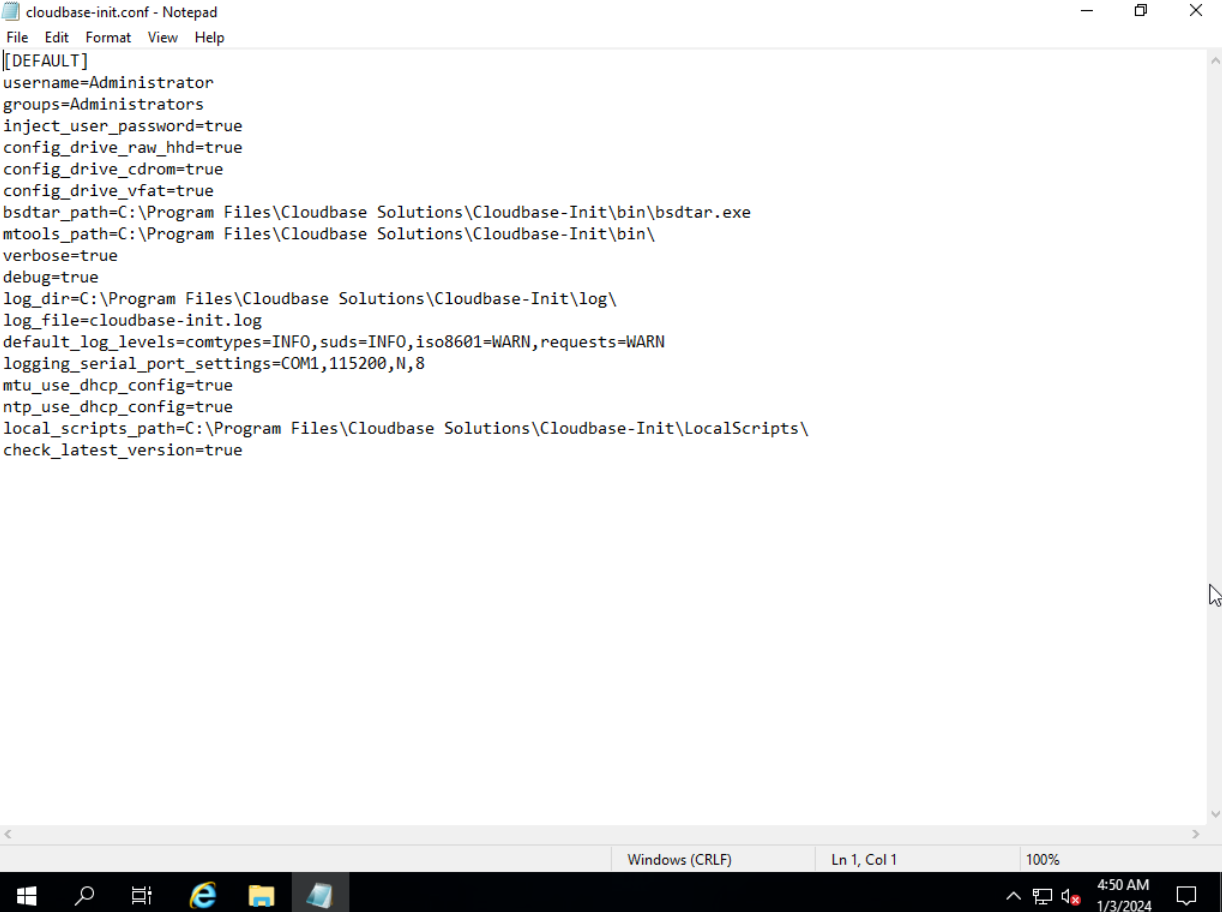 cloudbase-init.conf - Notepad
File Edit Format View Help
[DEFAULT]
username=Administrator
groups=Administrators
inject_user_password=true
config_drive_raw_hhd=true
config_drive_cdrom=true
config_drive_vfat=true
bsdtar_path=C:\Program Files\Cloudbase Solutions\Cloudbase-Init\bin\bsdtar.exe
mtools_path=C:\Program Files\Cloudbase Solutions\Cloudbase-Init\bin\
verbose=true
debug=true
log_dir=C:\Program Files\Cloudbase Solutions\Cloudbase-Init\log\
log_file=cloudbase-init.log
default_log_levels=comtypes=INFO,suds=INFO,iso8601=WARN,requests=WARN
logging_serial_port_settings=COM1,115200,N,8
mtu_use_dhcp_config=true
ntp_use_dhcp_config=true
local_scripts_path=C:\Program Files\Cloudbase Solutions\Cloudbase-Init\LocalScripts\
check_latest_version=true
Windows (CRLF) Ln 1, Col 1 100%
4:50 AM
1/3/2024